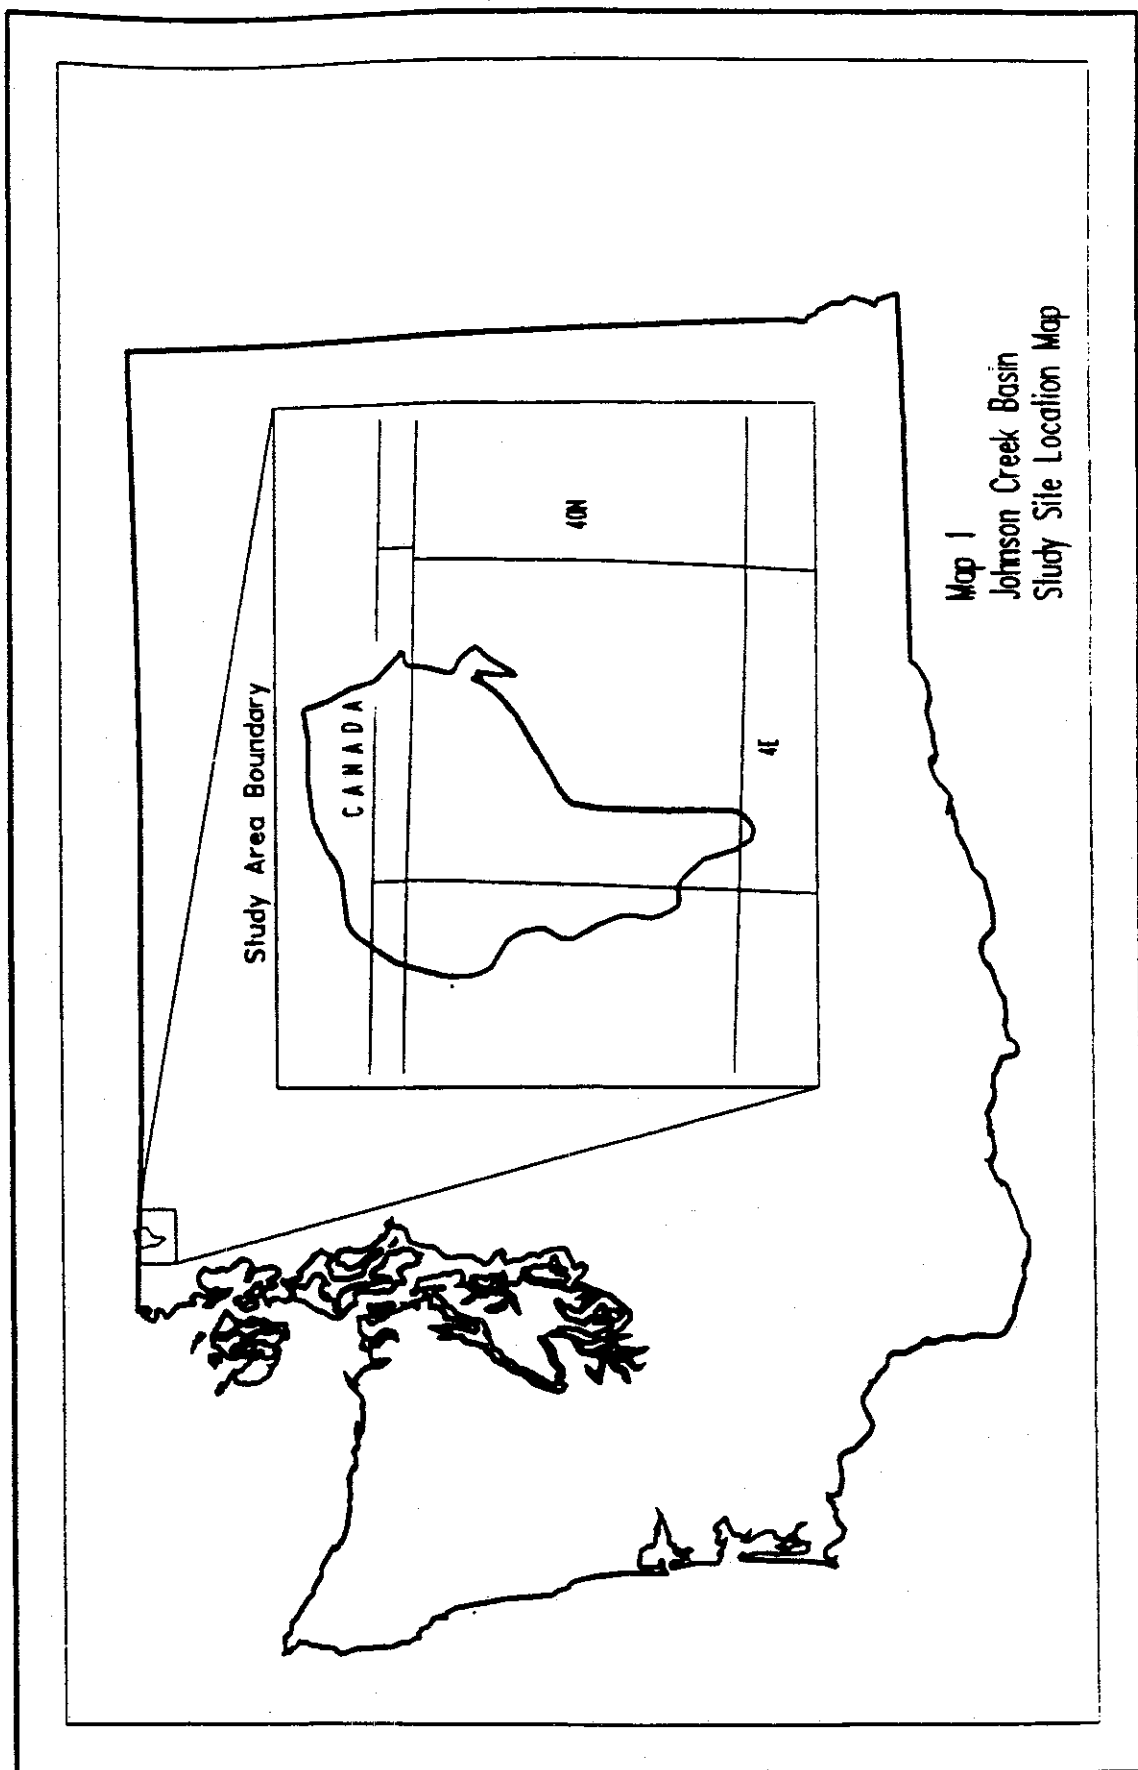 Study Area Boundary
CANADA
40N
4E
Map 1
Johnson Creek Basin
Study Site Location Map